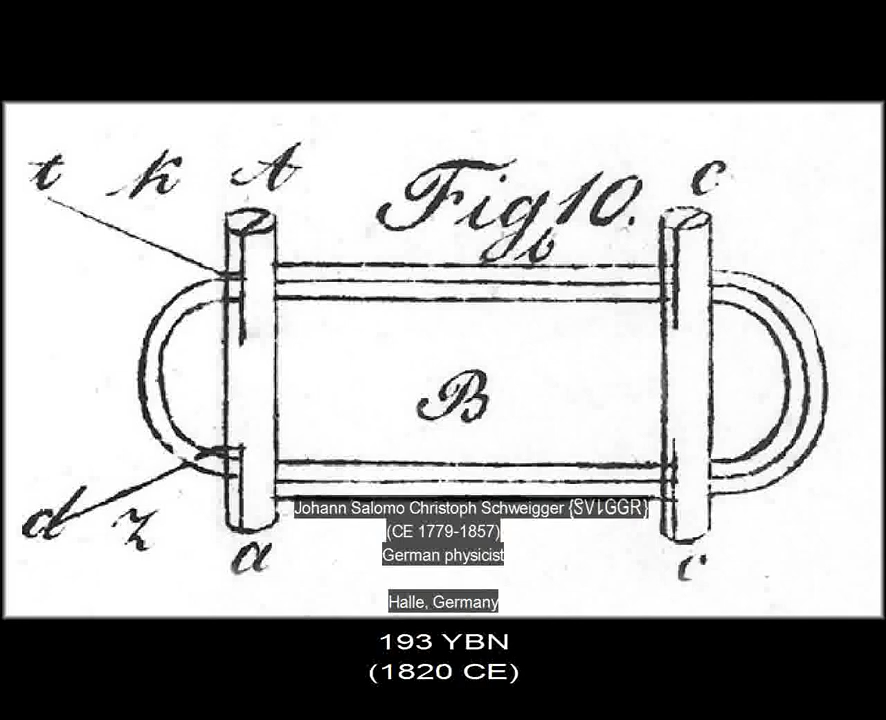 t k A Fig 10. c
b
B
d z a c
Johann Salomo Christoph Schweigger {sVIGGR}
(CE 1779-1857)
German physicist
Halle, Germany
193 YBN
(1820 CE)